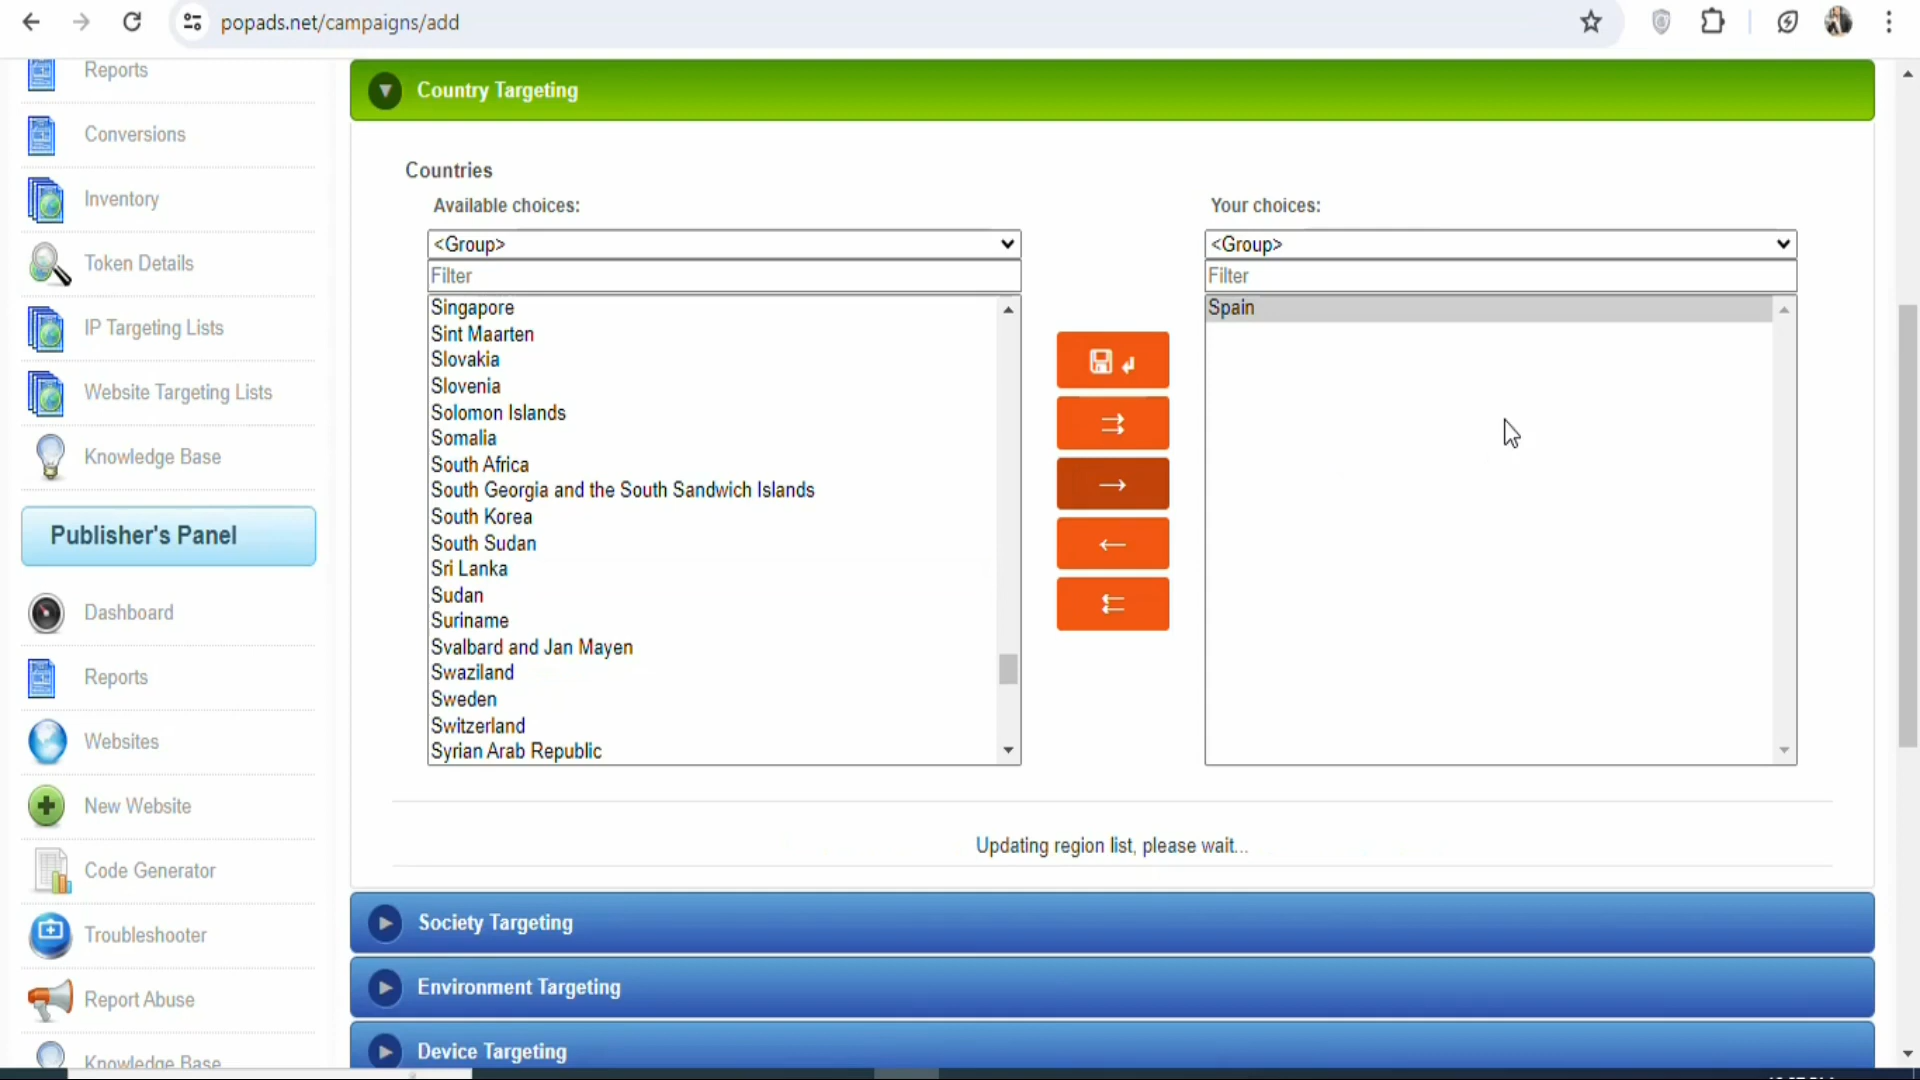 popads.net/campaigns/add
Reports
Conversions
Inventory
Token Details
IP Targeting Lists
Website Targeting Lists
Knowledge Base
Publisher's Panel
Dashboard
Reports
Websites
New Website
Code Generator
Troubleshooter
Report Abuse
Knowledge Base
Country Targeting
Countries
Available choices:
<Group>
Filter
Singapore
Sint Maarten
Slovakia
Slovenia
Solomon Islands
Somalia
South Africa
South Georgia and the South Sandwich Islands
South Korea
South Sudan
Sri Lanka
Sudan
Suriname
Svalbard and Jan Mayen
Swaziland
Sweden
Switzerland
Syrian Arab Republic
Your choices:
<Group>
Filter
Spain
Updating region list, please wait...
Society Targeting
Environment Targeting
Device Targeting